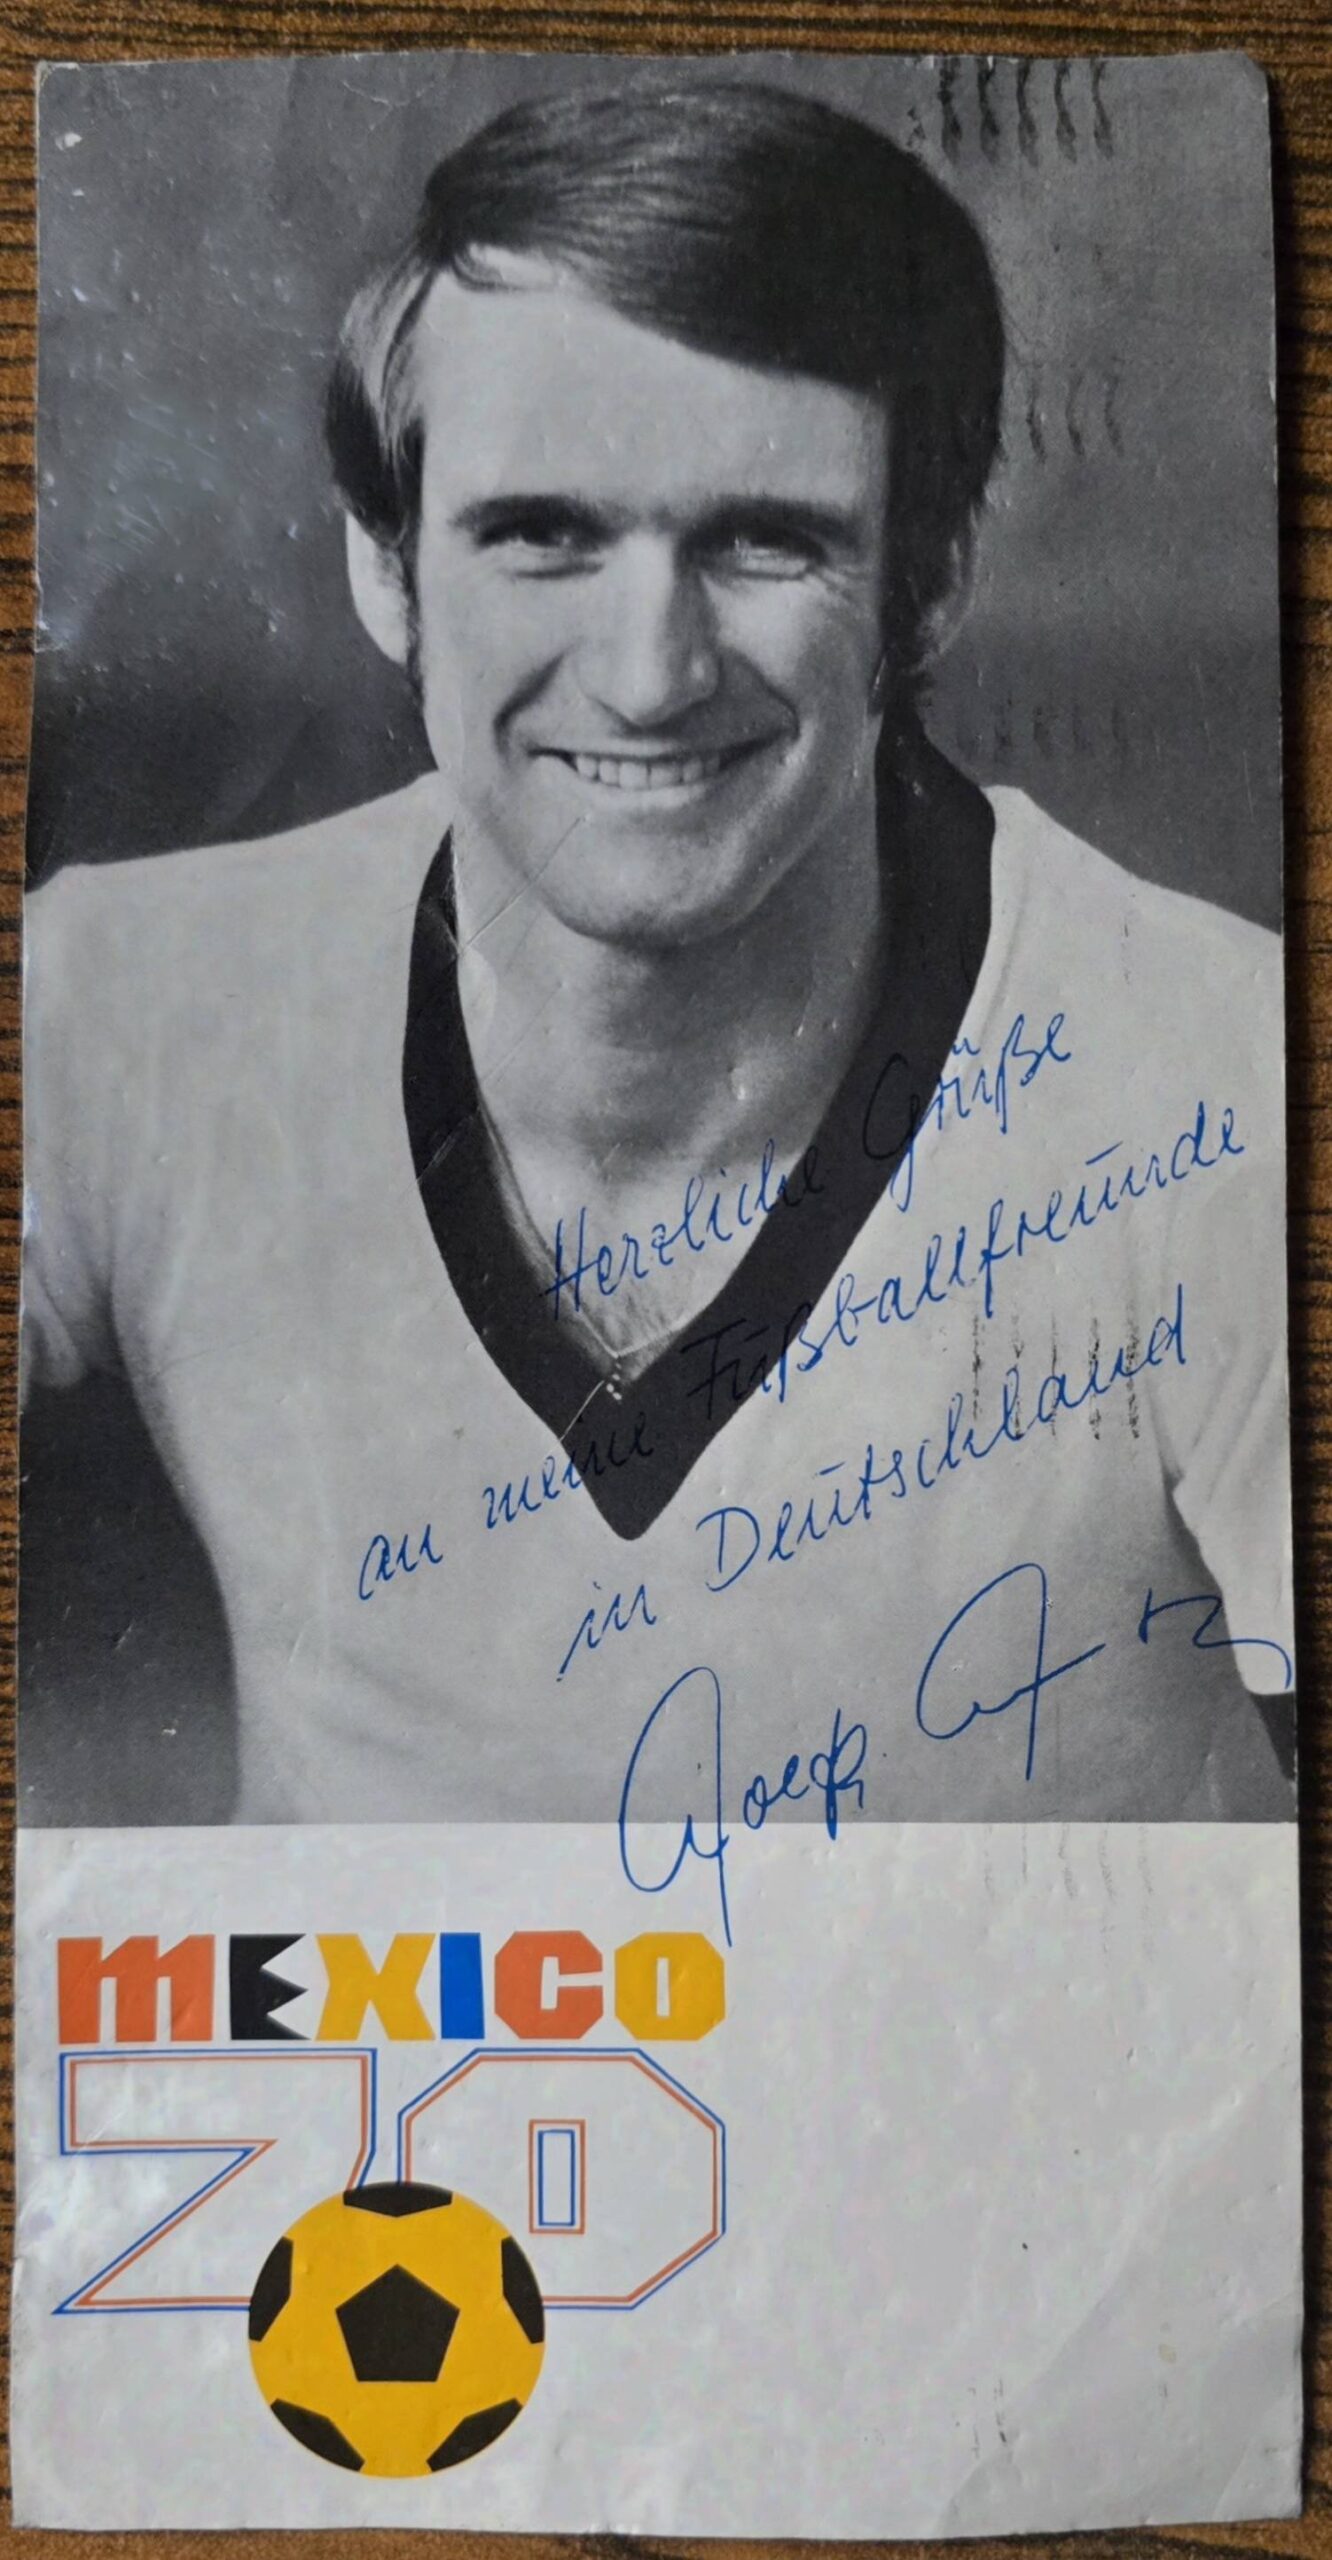 Herzliche Grüße
an meine Fußballfreunde
in Deutschland
MEXICO
70